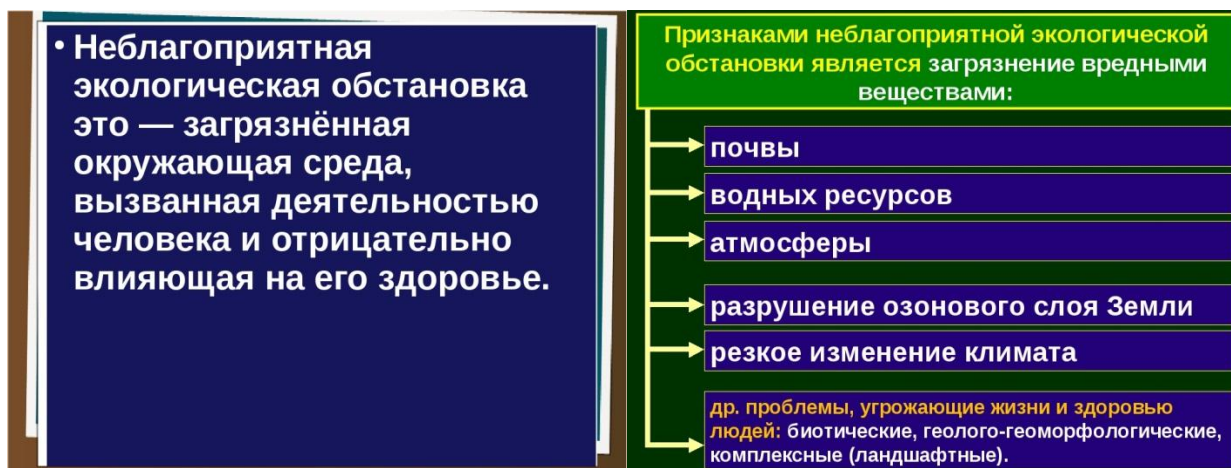 • Неблагоприятная
экологическая обстановка
это — загрязнённая
окружающая среда,
вызванная деятельностью
человека и отрицательно
влияющая на его здоровье.
Признаками неблагоприятной экологической
обстановки является загрязнение вредными
веществами:
почвы
водных ресурсов
атмосферы
разрушение озонового слоя Земли
резкое изменение климата
др. проблемы, угрожающие жизни и здоровью
людей: биотические, геолого-геоморфологические,
комплексные (ландшафтные).